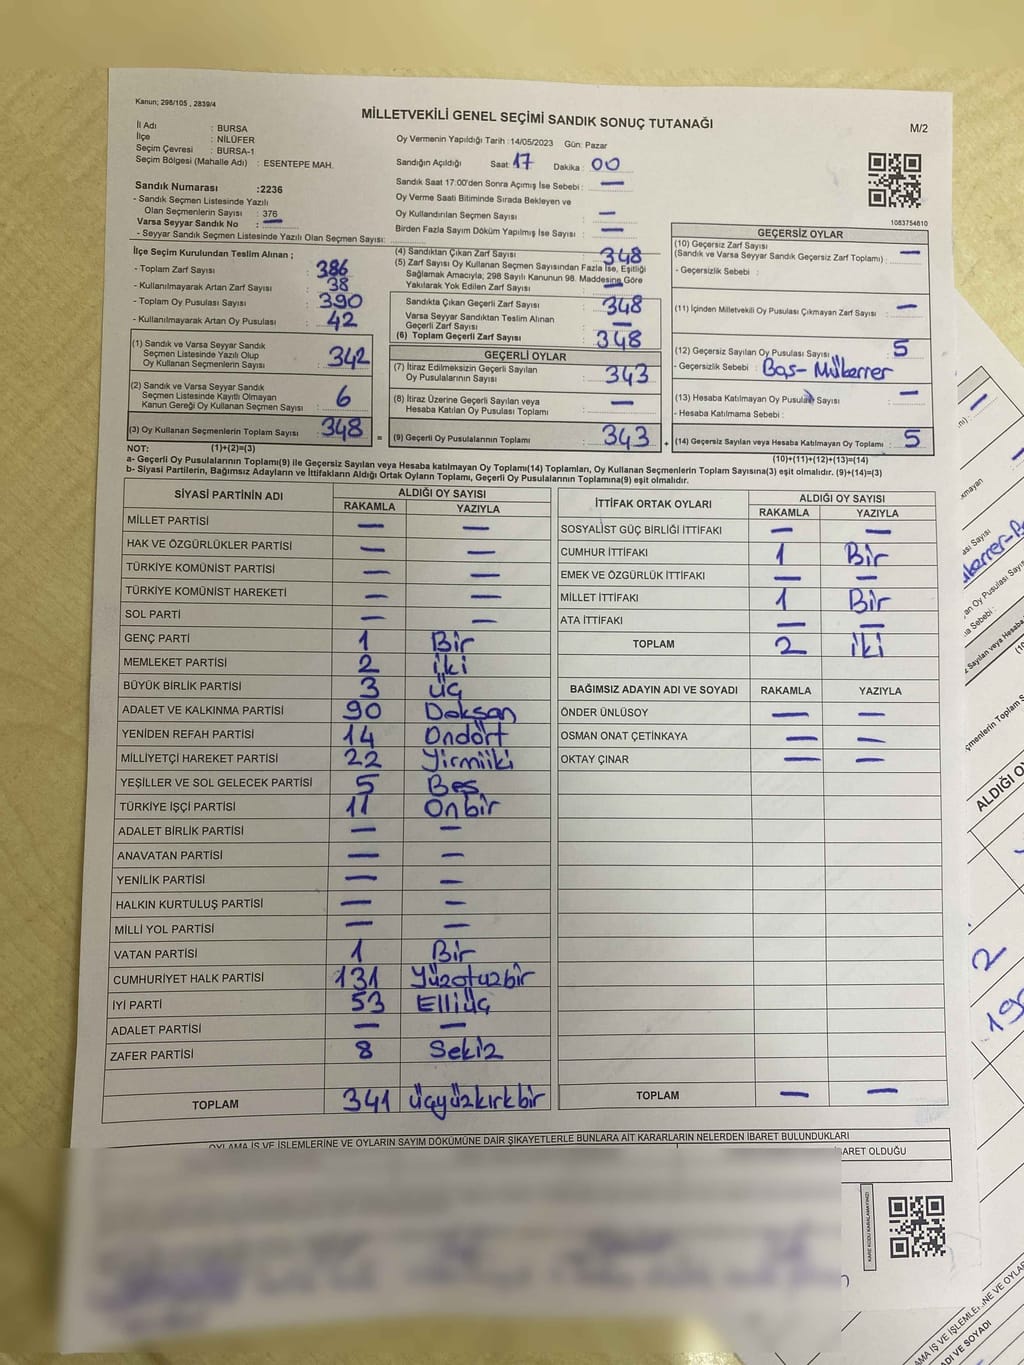 Kanun; 298/105 , 2839/4
MİLLETVEKİLİ GENEL SEÇİMİ SANDIK SONUÇ TUTANAĞI
M/2
İl Adı : BURSA
İlçe : NİLÜFER
Seçim Çevresi : BURSA-1
Seçim Bölgesi (Mahalle Adı) : ESENTEPE MAH.
Sandık Numarası :2236
- Sandık Seçmen Listesinde Yazılı
Olan Seçmenlerin Sayısı : 376
Varsa Seyyar Sandık No : —
- Seyyar Sandık Seçmen Listesinde Yazılı Olan Seçmen Sayısı:
Oy Vermenin Yapıldığı Tarih : 14/05/2023 Gün: Pazar
Sandığın Açıldığı Saat: 17 Dakika : 00
Sandık Saat 17:00'den Sonra Açımış İse Sebebi : —
Oy Verme Saati Bitiminde Sırada Bekleyen ve
Oy Kullandırılan Seçmen Sayısı : —
Birden Fazla Sayım Döküm Yapılmış İse Sayısı : —
1083754810
İlçe Seçim Kurulundan Teslim Alınan ;
- Toplam Zarf Sayısı : 386
- Kullanılmayarak Artan Zarf Sayısı : 38
- Toplam Oy Pusulası Sayısı : 390
- Kullanılmayarak Artan Oy Pusulası : 42
(1) Sandık ve Varsa Seyyar Sandık
Seçmen Listesinde Yazılı Olup
Oy Kullanan Seçmenlerin Sayısı : 342
(2) Sandık ve Varsa Seyyar Sandık
Seçmen Listesinde Kayıtlı Olmayan
Kanun Gereği Oy Kullanan Seçmen Sayısı : 6
(3) Oy Kullanan Seçmenlerin Toplam Sayısı : 348
(4) Sandıktan Çıkan Zarf Sayısı : 348
(5) Zarf Sayısı Oy Kullanan Seçmen Sayısından Fazla İse, Eşitliği
Sağlamak Amacıyla; 298 Sayılı Kanunun 98. Maddesine Göre
Yakılarak Yok Edilen Zarf Sayısı : —
Sandıkta Çıkan Geçerli Zarf Sayısı : 348
Varsa Seyyar Sandıktan Teslim Alınan
Geçerli Zarf Sayısı : —
(6) Toplam Geçerli Zarf Sayısı : 348
GEÇERLİ OYLAR
(7) İtiraz Edilmeksizin Geçerli Sayılan
Oy Pusulalarının Sayısı : 343
(8) İtiraz Üzerine Geçerli Sayılan veya
Hesaba Katılan Oy Pusulası Toplamı : —
= (9) Geçerli Oy Pusulalarının Toplamı : 343 +
GEÇERSİZ OYLAR
(10) Geçersiz Zarf Sayısı
(Sandık ve Varsa Seyyar Sandık Geçersiz Zarf Toplamı) : —
- Geçersizlik Sebebi :
(11) İçinden Milletvekili Oy Pusulası Çıkmayan Zarf Sayısı : —
(12) Geçersiz Sayılan Oy Pusulası Sayısı : 5
- Geçersizlik Sebebi : Boş- Mükerrer
(13) Hesaba Katılmayan Oy Pusulası Sayısı : —
- Hesaba Katılmama Sebebi :
(14) Geçersiz Sayılan veya Hesaba Katılmayan Oy Toplamı : 5
NOT: (1)+(2)=(3)
(10)+(11)+(12)+(13)=(14)
a- Geçerli Oy Pusulalarının Toplamı(9) ile Geçersiz Sayılan veya Hesaba katılmayan Oy Toplamı(14) Toplamları, Oy Kullanan Seçmenlerin Toplam Sayısına(3) eşit olmalıdır. (9)+(14)=(3)
b- Siyasi Partilerin, Bağımsız Adayların ve İttifakların Aldığı Ortak Oyların Toplamı, Geçerli Oy Pusulalarının Toplamına(9) eşit olmalıdır.
SİYASİ PARTİNİN ADI ALDIĞI OY SAYISI
RAKAMLA YAZIYLA
MİLLET PARTİSİ — —
HAK VE ÖZGÜRLÜKLER PARTİSİ — —
TÜRKİYE KOMÜNİST PARTİSİ — —
TÜRKİYE KOMÜNİST HAREKETİ — —
SOL PARTİ — —
GENÇ PARTİ 1 Bir
MEMLEKET PARTİSİ 2 iki
BÜYÜK BİRLİK PARTİSİ 3 üç
ADALET VE KALKINMA PARTİSİ 90 Doksan
YENİDEN REFAH PARTİSİ 14 Ondört
MİLLİYETÇİ HAREKET PARTİSİ 22 Yirmiiki
YEŞİLLER VE SOL GELECEK PARTİSİ 5 Beş
TÜRKİYE İŞÇİ PARTİSİ 11 Onbir
ADALET BİRLİK PARTİSİ — —
ANAVATAN PARTİSİ — —
YENİLİK PARTİSİ — —
HALKIN KURTULUŞ PARTİSİ — —
MİLLİ YOL PARTİSİ — —
VATAN PARTİSİ 1 Bir
CUMHURİYET HALK PARTİSİ 131 Yüzotuzbir
İYİ PARTİ 53 Elliüç
ADALET PARTİSİ — —
ZAFER PARTİSİ 8 Sekiz
TOPLAM 341 üçyüzkırkbir
İTTİFAK ORTAK OYLARI ALDIĞI OY SAYISI
RAKAMLA YAZIYLA
SOSYALİST GÜÇ BİRLİĞİ İTTİFAKI — —
CUMHUR İTTİFAKI 1 Bir
EMEK VE ÖZGÜRLÜK İTTİFAKI — —
MİLLET İTTİFAKI 1 Bir
ATA İTTİFAKI — —
TOPLAM 2 iki
BAĞIMSIZ ADAYIN ADI VE SOYADI RAKAMLA YAZIYLA
ÖNDER ÜNLÜSOY — —
OSMAN ONAT ÇETİNKAYA — —
OKTAY ÇINAR — —
TOPLAM — —
OYLAMA İŞ VE İŞLEMLERİNE VE OYLARIN SAYIM DÖKÜMÜNE DAİR ŞİKAYETLERLE BUNLARA AİT KARARLARIN NELERDEN İBARET BULUNDUKLARI
BARET OLDUĞU
KARE KODU KARALAMAYINIZ!
ALDIĞI OY
2